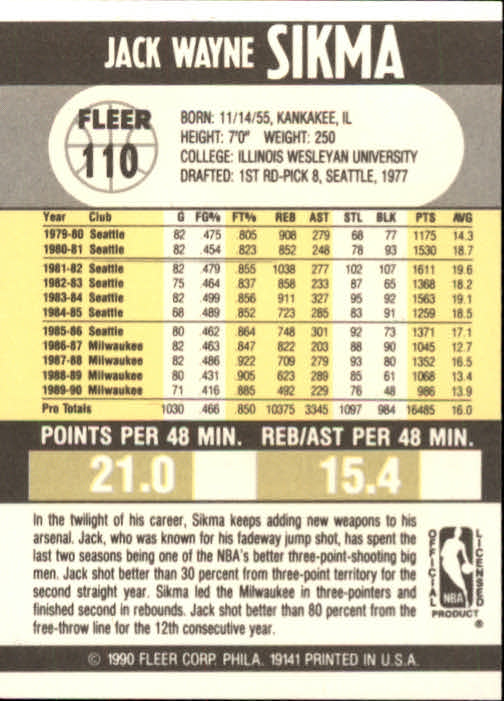 JACK WAYNE SIKMA
FLEER
110
BORN: 11/14/55, KANKAKEE, IL
HEIGHT: 7'0" WEIGHT: 250
COLLEGE: ILLINOIS WESLEYAN UNIVERSITY
DRAFTED: 1ST RD-PICK 8, SEATTLE, 1977
Year Club G FG% FT% REB AST STL BLK PTS AVG
1979-80 Seattle 82 .475 .805 908 279 68 77 1175 14.3
1980-81 Seattle 82 .454 .823 852 248 78 93 1530 18.7
1981-82 Seattle 82 .479 .855 1038 277 102 107 1611 19.6
1982-83 Seattle 75 .464 .837 858 233 87 65 1368 18.2
1983-84 Seattle 82 .499 .856 911 327 95 92 1563 19.1
1984-85 Seattle 68 .489 .852 723 285 83 91 1259 18.5
1985-86 Seattle 80 .462 .864 748 301 92 73 1371 17.1
1986-87 Milwaukee 82 .463 .847 822 203 88 90 1045 12.7
1987-88 Milwaukee 82 .486 .922 709 279 93 80 1352 16.5
1988-89 Milwaukee 80 .431 .905 623 289 85 61 1068 13.4
1989-90 Milwaukee 71 .416 .885 492 229 76 48 986 13.9
Pro Totals 1030 .466 .850 10375 3345 1097 984 16485 16.0
POINTS PER 48 MIN. REB/AST PER 48 MIN.
21.0 15.4
In the twilight of his career, Sikma keeps adding new weapons to his
arsenal. Jack, who was known for his fadeway jump shot, has spent the
last two seasons being one of the NBA's better three-point-shooting big
men. Jack shot better than 30 percent from three-point territory for the
second straight year. Sikma led the Milwaukee in three-pointers and
finished second in rebounds. Jack shot better than 80 percent from the
free-throw line for the 12th consecutive year.
OFFICIAL
LICENSED
NBA
PRODUCT ®
© 1990 FLEER CORP. PHILA. 19141 PRINTED IN U.S.A.